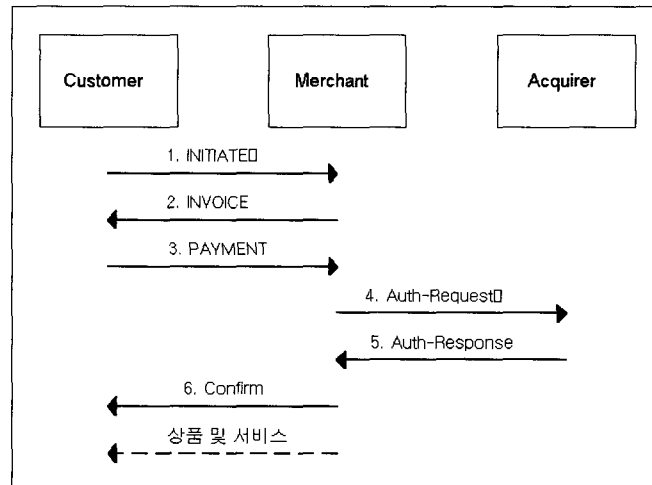 Customer
Merchant
Acquirer
1. INITIATE
2. INVOICE
3. PAYMENT
4. Auth-Request
5. Auth-Response
6. Confirm
상품 및 서비스